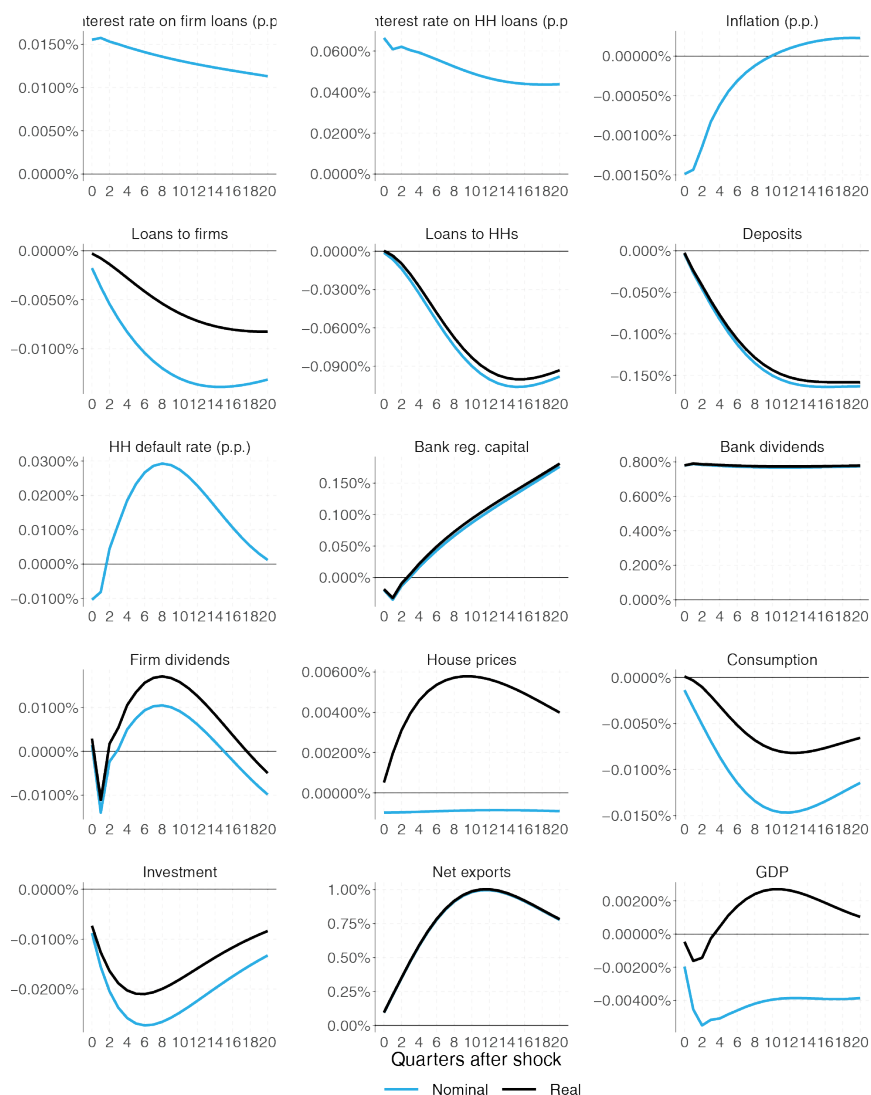 nterest rate on firm loans (p.p
nterest rate on HH loans (p.p
Inflation (p.p.)
0.0150%
0.0100%
0.0050%
0.0000%
0 2 4 6 8 101214161820
0.0600%
0.0400%
0.0200%
0.0000%
0 2 4 6 8 101214161820
0.00000%
−0.00050%
−0.00100%
−0.00150%
0 2 4 6 8 101214161820
Loans to firms
Loans to HHs
Deposits
0.0000%
−0.0050%
−0.0100%
0 2 4 6 8 101214161820
0.0000%
−0.0300%
−0.0600%
−0.0900%
0 2 4 6 8 101214161820
0.000%
−0.050%
−0.100%
−0.150%
0 2 4 6 8 101214161820
HH default rate (p.p.)
Bank reg. capital
Bank dividends
0.0300%
0.0200%
0.0100%
0.0000%
−0.0100%
0 2 4 6 8 101214161820
0.150%
0.100%
0.050%
0.000%
0 2 4 6 8 101214161820
0.800%
0.600%
0.400%
0.200%
0.000%
0 2 4 6 8 101214161820
Firm dividends
House prices
Consumption
0.0100%
0.0000%
−0.0100%
0 2 4 6 8 101214161820
0.00600%
0.00400%
0.00200%
0.00000%
0 2 4 6 8 101214161820
0.0000%
−0.0050%
−0.0100%
−0.0150%
0 2 4 6 8 101214161820
Investment
Net exports
GDP
0.0000%
−0.0100%
−0.0200%
0 2 4 6 8 101214161820
1.00%
0.75%
0.50%
0.25%
0.00%
0 2 4 6 8 101214161820
0.00200%
0.00000%
−0.00200%
−0.00400%
0 2 4 6 8 101214161820
Quarters after shock
Nominal Real